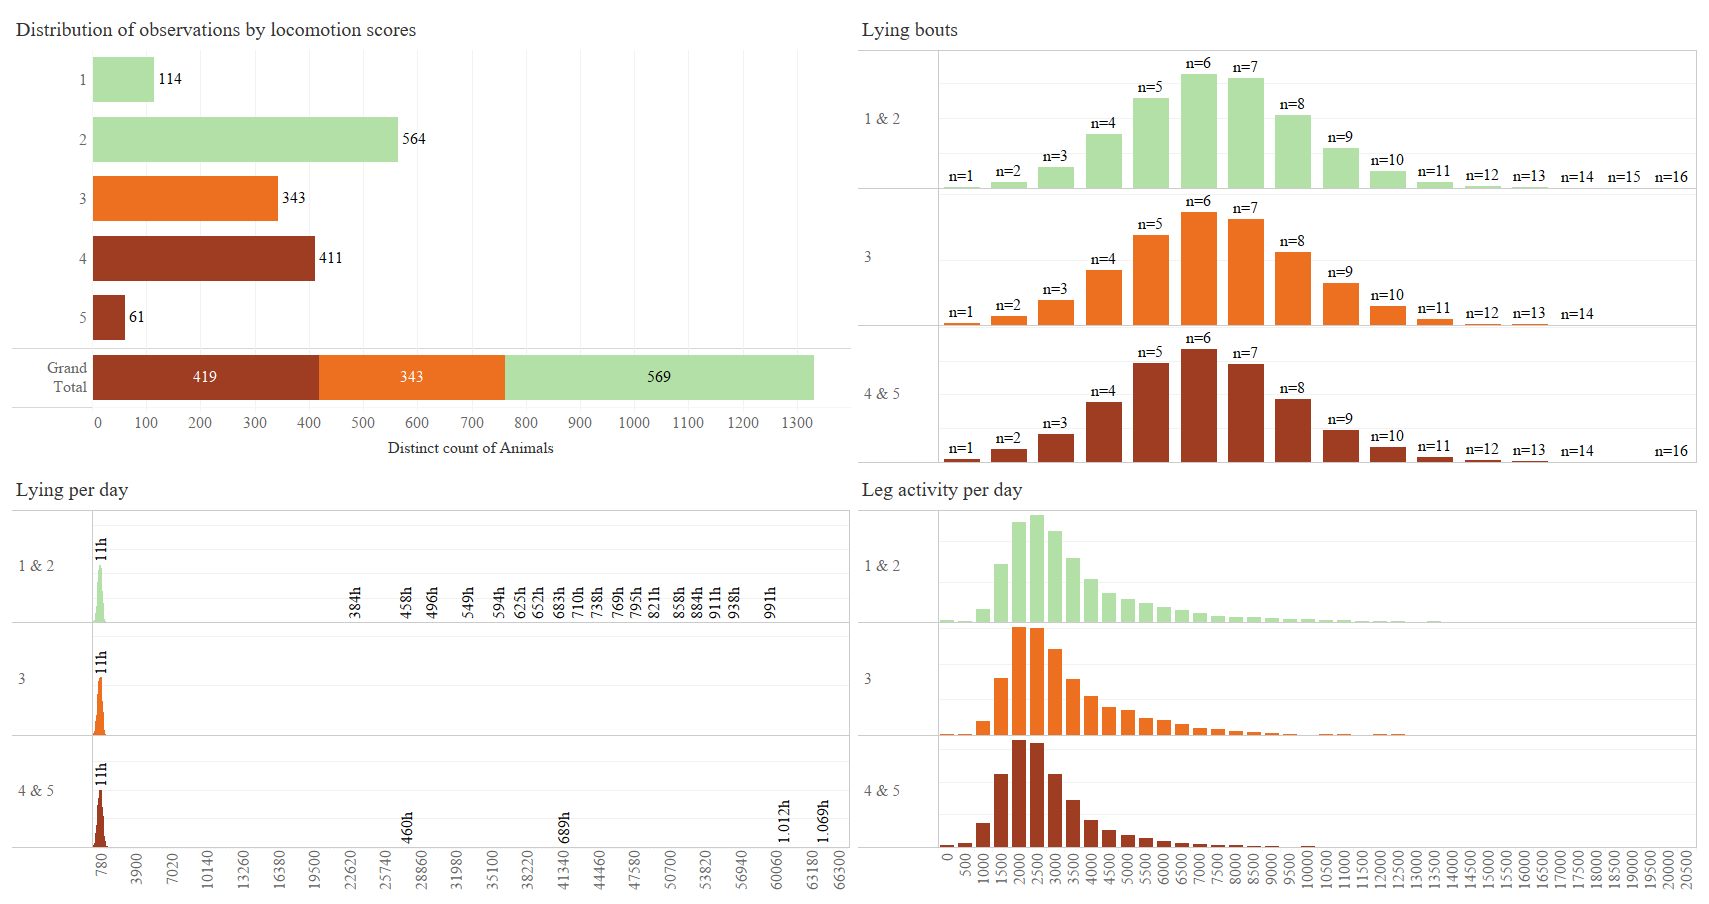 Distribution of observations by locomotion scores
1
114
2
564
3
343
4
411
5
61
Grand
Total
419
343
569
0 100 200 300 400 500 600 700 800 900 1000 1100 1200 1300
Distinct count of Animals
Lying bouts
1 & 2
n=1 n=2 n=3 n=4 n=5 n=6 n=7 n=8 n=9 n=10 n=11 n=12 n=13 n=14 n=15 n=16
3
n=1 n=2 n=3 n=4 n=5 n=6 n=7 n=8 n=9 n=10 n=11 n=12 n=13 n=14
4 & 5
n=1 n=2 n=3 n=4 n=5 n=6 n=7 n=8 n=9 n=10 n=11 n=12 n=13 n=14 n=16
Lying per day
1 & 2
11h 384h 458h 496h 549h 594h 625h 652h 683h 710h 738h 769h 795h 821h 858h 884h 911h 938h 991h
3
11h
4 & 5
11h 460h 689h 1.012h 1.069h
780 3900 7020 10140 13260 16380 19500 22620 25740 28860 31980 35100 38220 41340 44460 47580 50700 53820 56940 60060 63180 66300
Leg activity per day
1 & 2
3
4 & 5
0 500 1000 1500 2000 2500 3000 3500 4000 4500 5000 5500 6000 6500 7000 7500 8000 8500 9000 9500 10000 10500 11000 11500 12000 12500 13000 13500 14000 14500 15000 15500 16000 16500 17000 17500 18000 18500 19000 19500 20000 20500